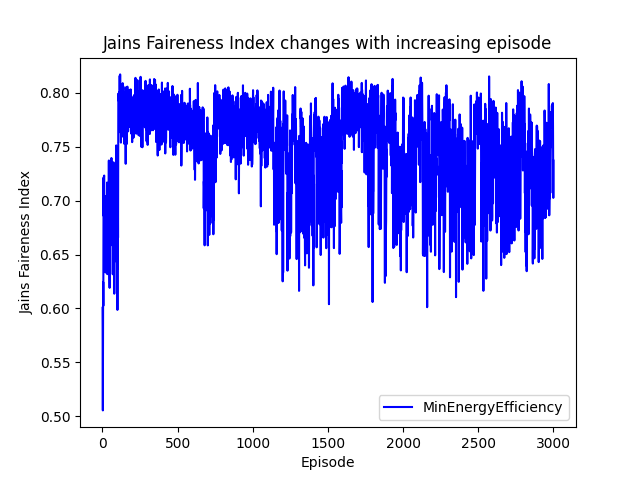 Jains Faireness Index changes with increasing episode
Jains Faireness Index
0.80
0.75
0.70
0.65
0.60
0.55
0.50
MinEnergyEfficiency
0 500 1000 1500 2000 2500 3000
Episode